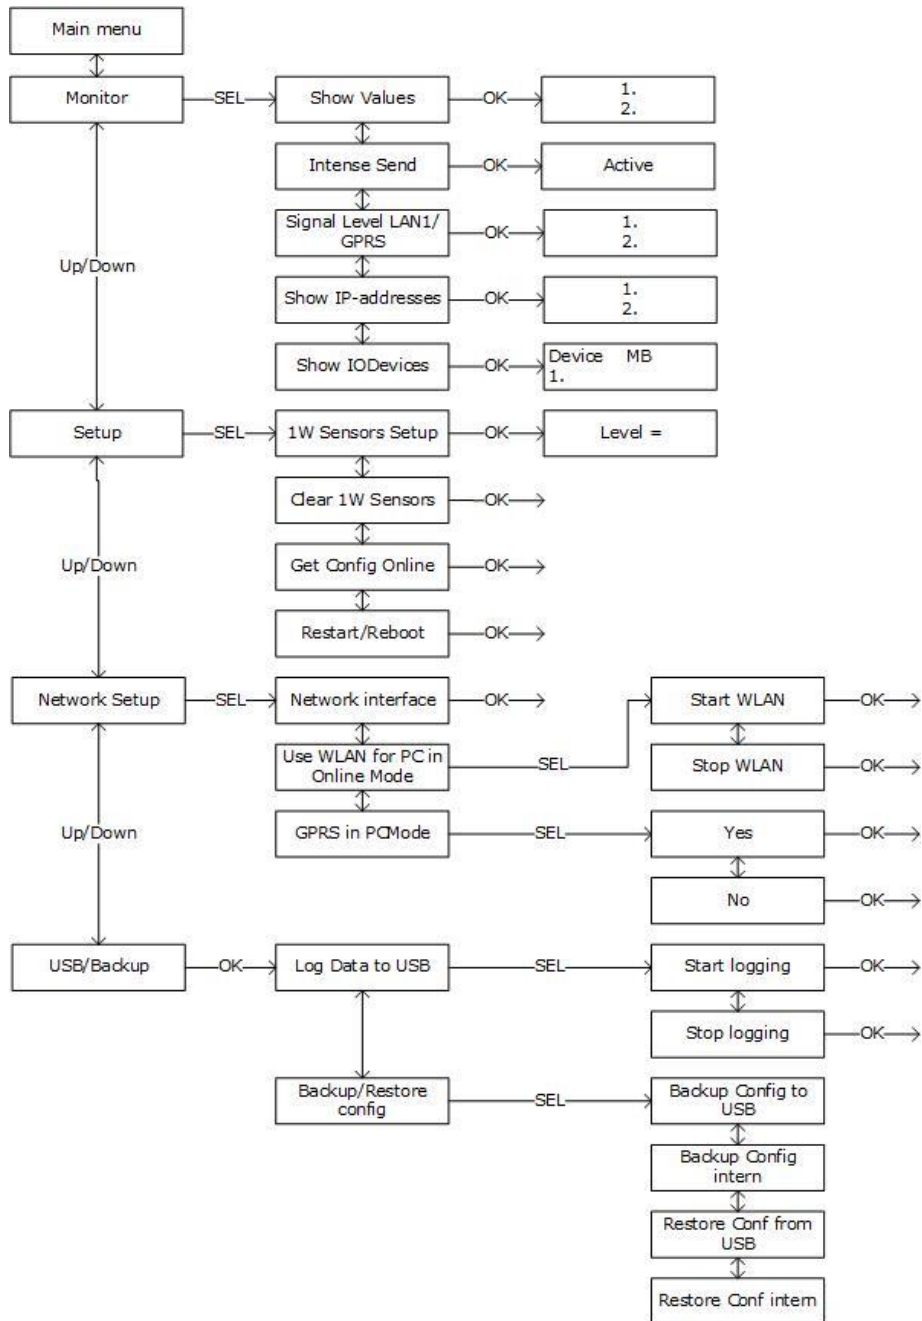 Main menu
Monitor
SEL
Show Values
OK
1.
2.
Intense Send
OK
Active
Signal Level LAN1/
GPRS
OK
1.
2.
Up/Down
Show IP-addresses
OK
1.
2.
Show IODevices
OK
Device MB
1.
Setup
SEL
1W Sensors Setup
OK
Level =
Clear 1W Sensors
OK
Up/Down
Get Config Online
OK
Restart/Reboot
OK
Network Setup
SEL
Network interface
OK
Start WLAN
OK
Use WLAN for PC in
Online Mode
SEL
Stop WLAN
OK
Up/Down
GPRS in PCMode
SEL
Yes
OK
No
OK
USB/Backup
OK
Log Data to USB
SEL
Start logging
OK
Stop logging
OK
Backup/Restore
config
SEL
Backup Config to
USB
Backup Config
intern
Restore Conf from
USB
Restore Conf intern